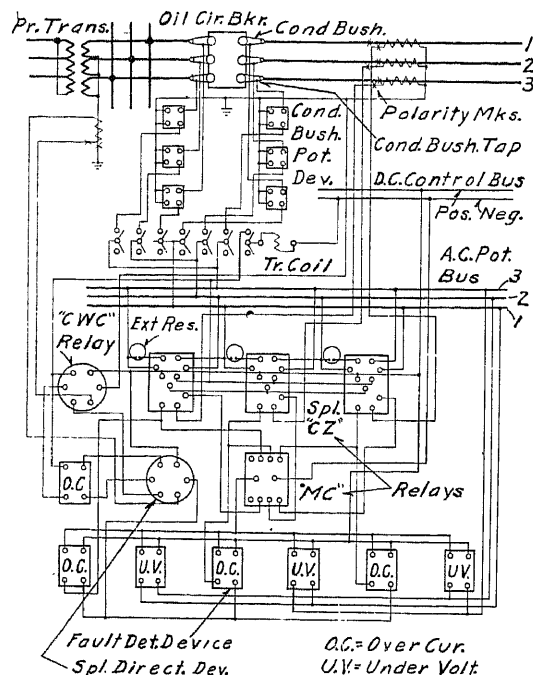 Oil Cir. Bkr.
Pr. Trans.
Cond Bush.
1
2
3
Polarity Mks.
Cond. Bush. Tap
Cond.
Bush.
Pot.
Dev.
D.C. Control Bus
Pos. Neg.
Tr. Coil
A.C. Pot.
Bus
3
2
1
"CWC"
Relay
Ext Res.
Spl.
"CZ"
"MC"
Relays
O.C.
O.C.
U.V.
O.C.
U.V.
O.C.
U.V.
Fault Det. Device
Spl. Direct. Dev.
O.C. = Over Cur.
U.V. = Under Volt.